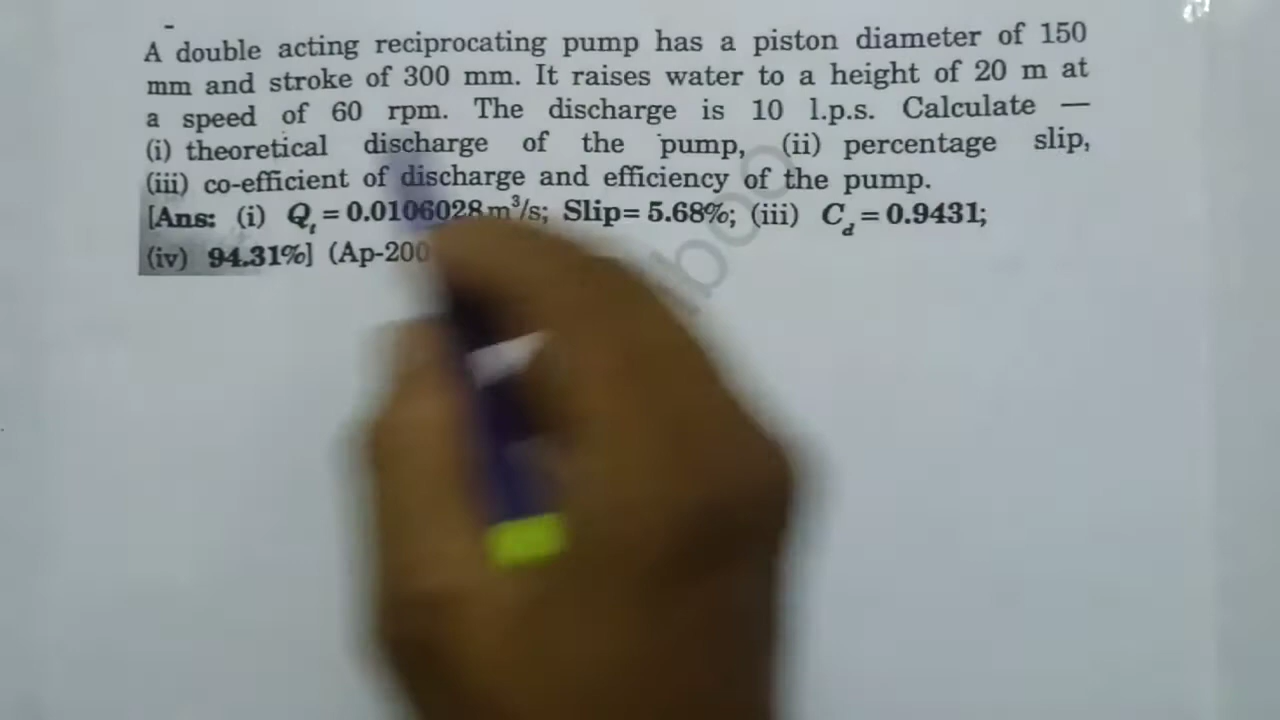 A double acting reciprocating pump has a piston diameter of 150
mm and stroke of 300 mm. It raises water to a height of 20 m at
a speed of 60 rpm. The discharge is 10 l.p.s. Calculate —
(i) theoretical discharge of the pump, (ii) percentage slip,
(iii) co-efficient of discharge and efficiency of the pump.
[Ans: (i) Qₜ = 0.0106028 m³/s; Slip= 5.68%; (iii) C_d = 0.9431;
(iv) 94.31%] (Ap-200